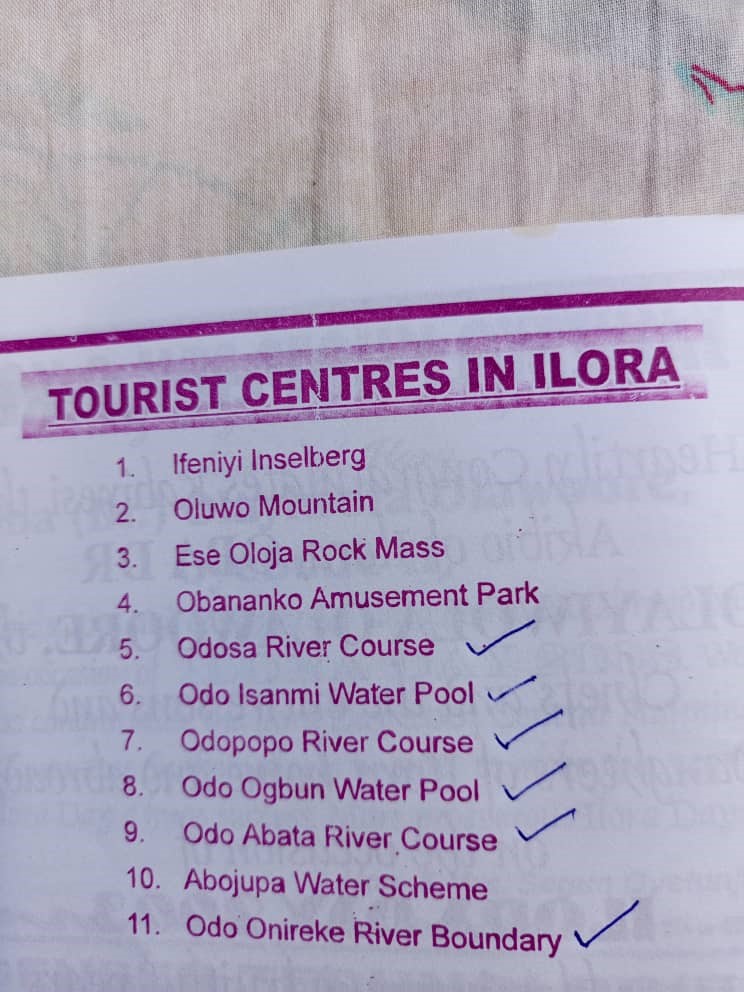 TOURIST CENTRES IN ILORA
1. Ifeniyi Inselberg
2. Oluwo Mountain
3. Ese Oloja Rock Mass
4. Obananko Amusement Park
5. Odosa River Course
6. Odo Isanmi Water Pool
7. Odopopo River Course
8. Odo Ogbun Water Pool
9. Odo Abata River Course
10. Abojupa Water Scheme
11. Odo Onireke River Boundary